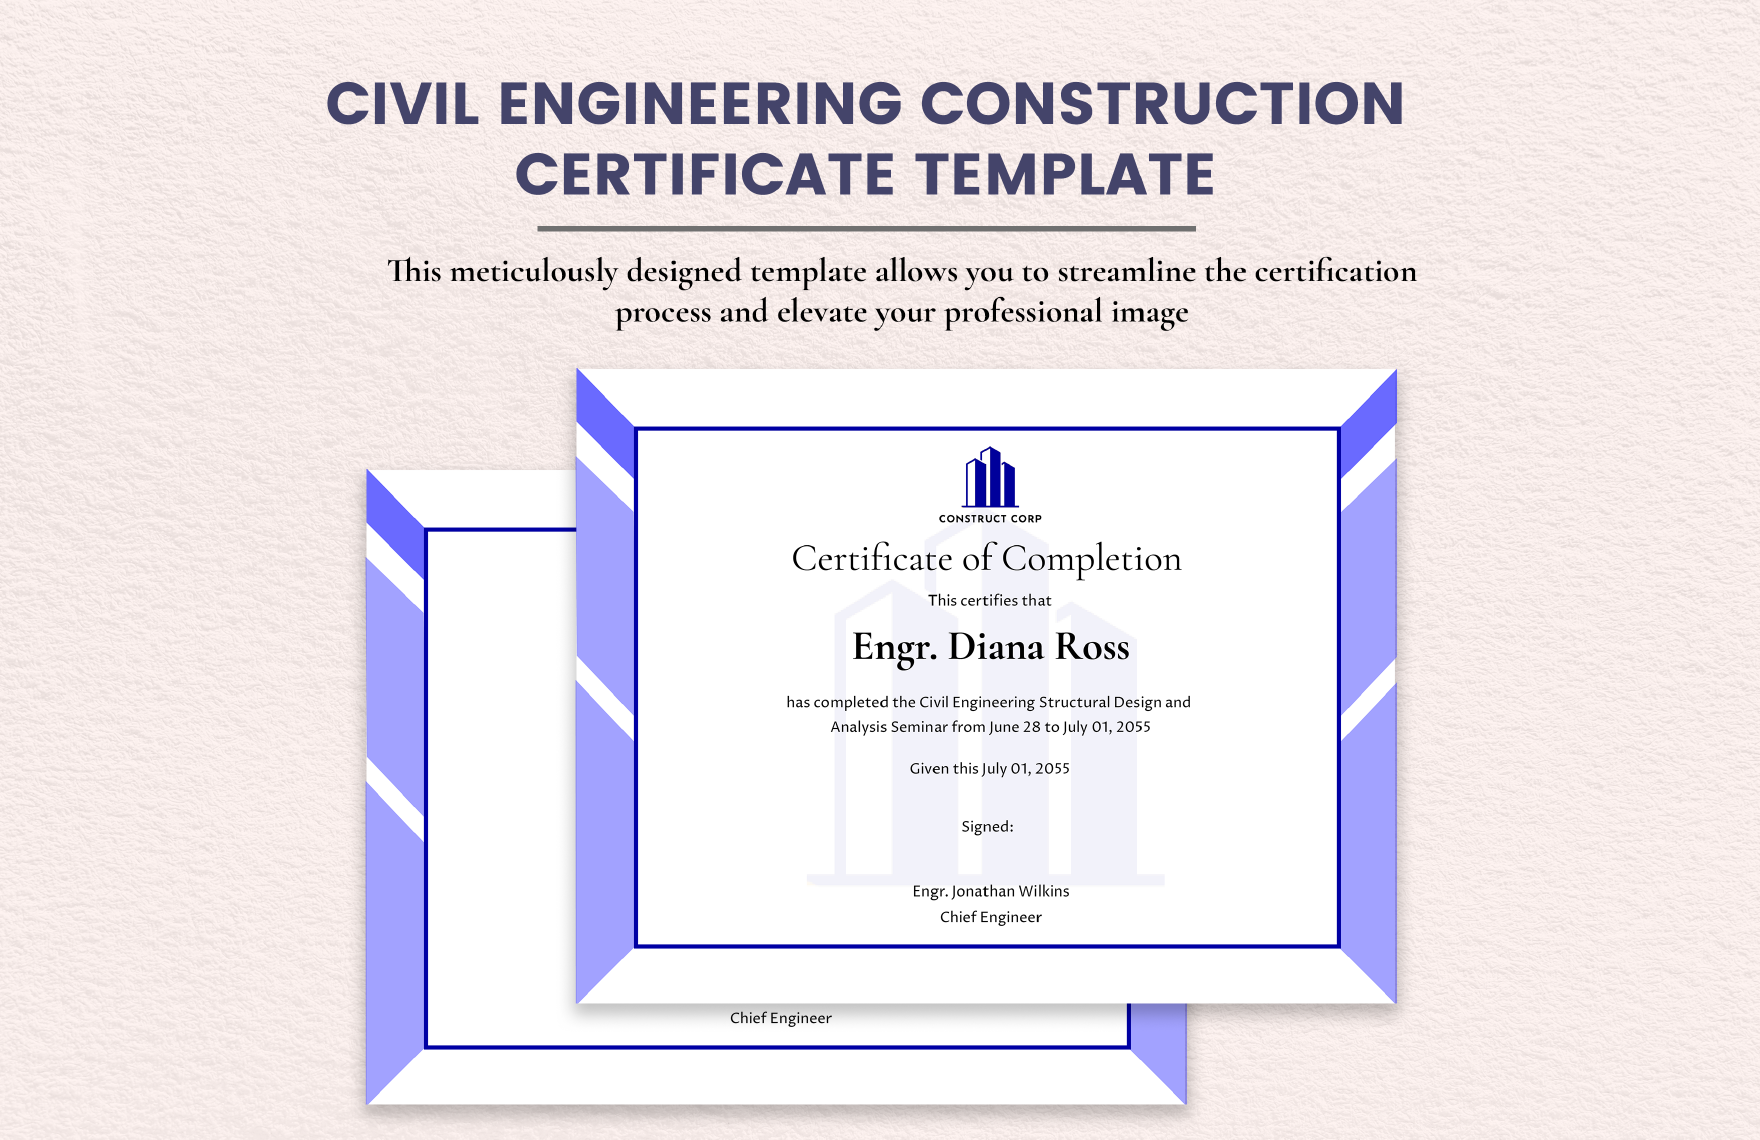 CIVIL ENGINEERING CONSTRUCTION
CERTIFICATE TEMPLATE
This meticulously designed template allows you to streamline the certification
process and elevate your professional image
CONSTRUCT CORP
Certificate of Completion
This certifies that
Engr. Diana Ross
has completed the Civil Engineering Structural Design and
Analysis Seminar from June 28 to July 01, 2055
Given this July 01, 2055
Signed:
Engr. Jonathan Wilkins
Chief Engineer
Chief Engineer